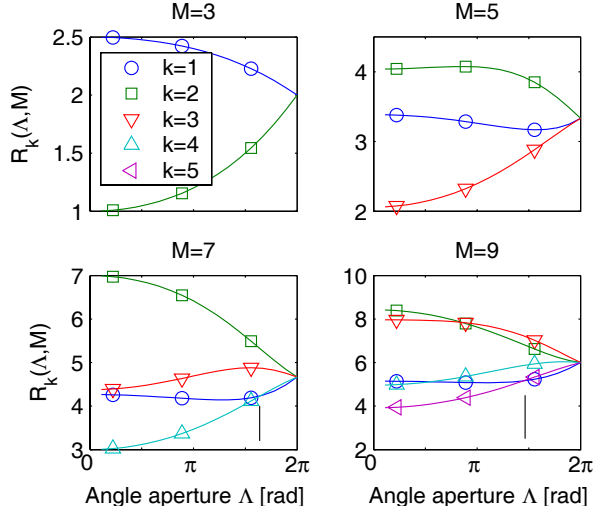 M=3
M=5
R_k(Λ,M)
2.5
2
1.5
1
k=1
k=2
k=3
k=4
k=5
4
3
2
M=7
M=9
R_k(Λ,M)
7
6
5
4
3
0
π
2π
Angle aperture Λ [rad]
10
8
6
4
2
0
π
2π
Angle aperture Λ [rad]